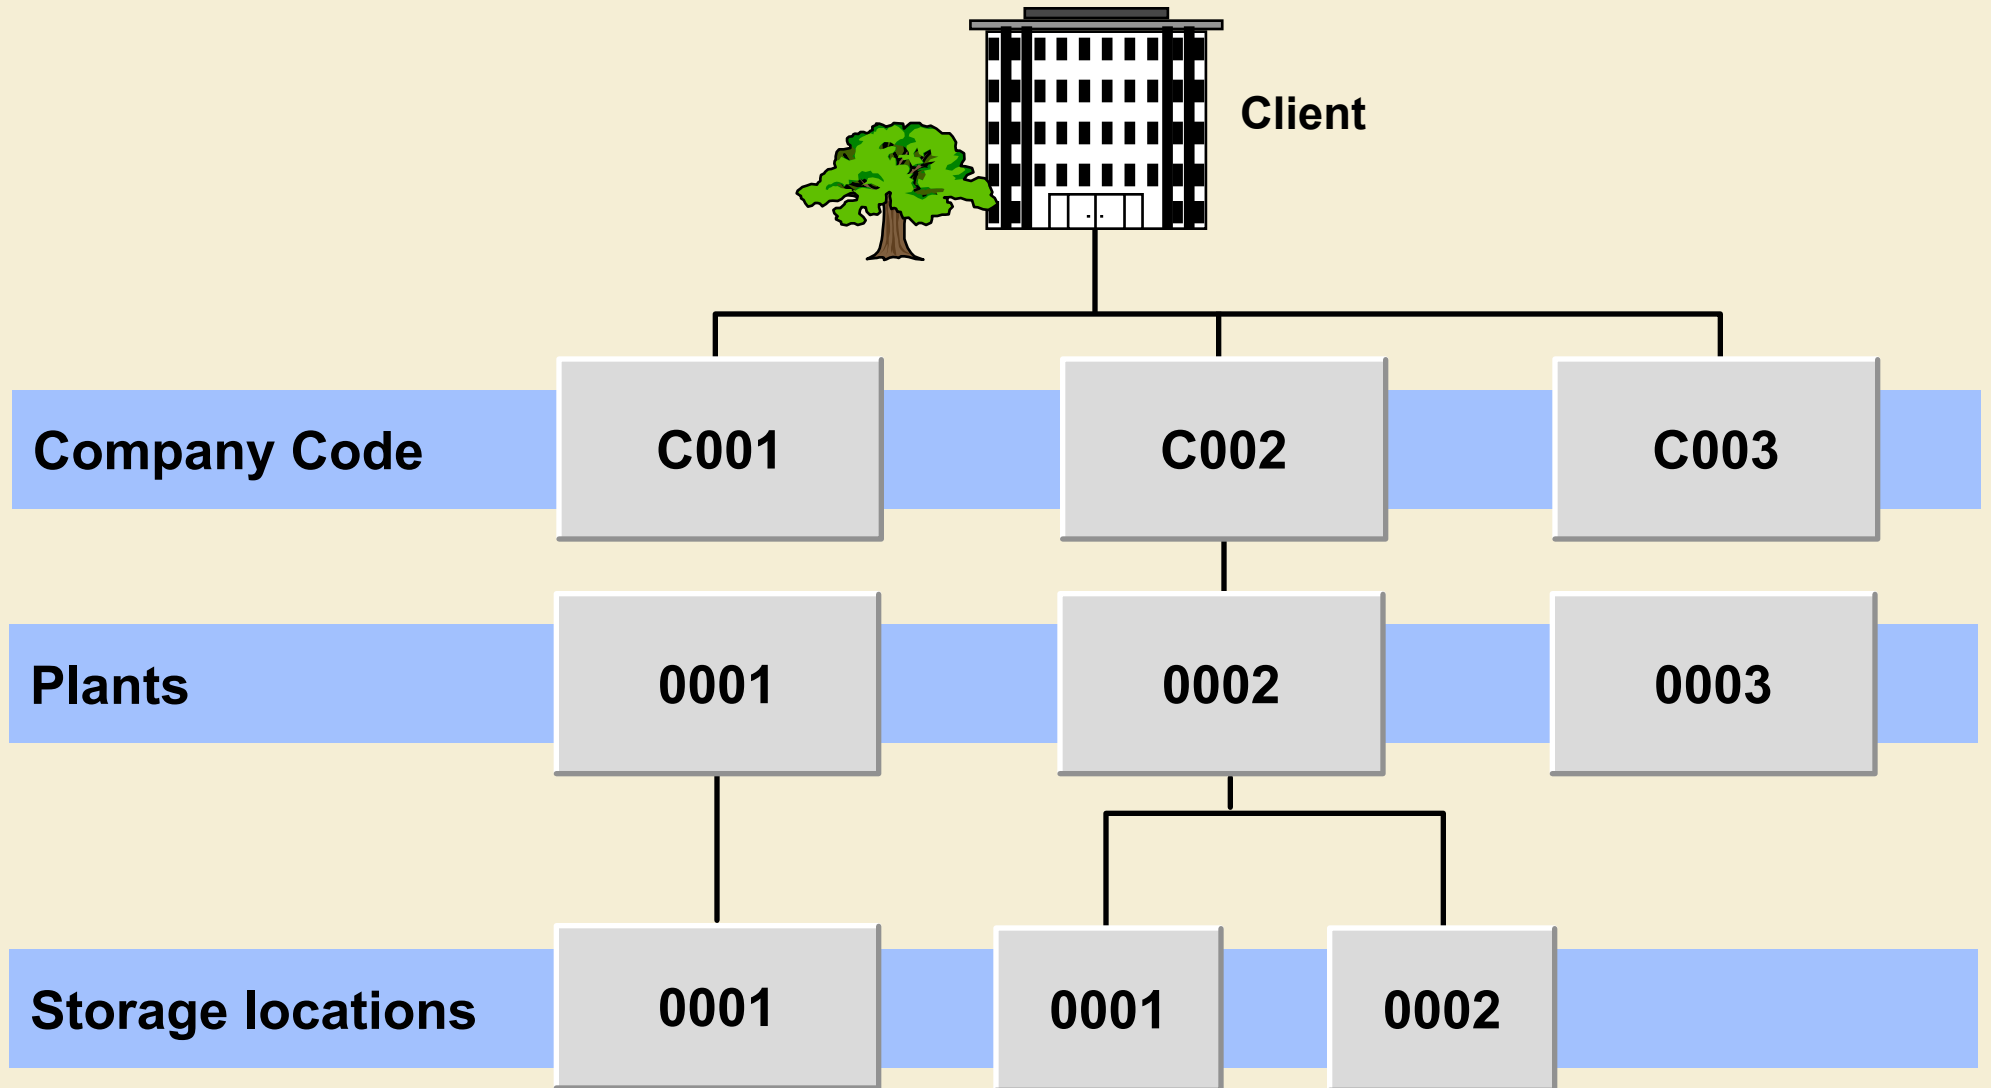 Client
Company Code
C001
C002
C003
Plants
0001
0002
0003
Storage locations
0001
0001
0002